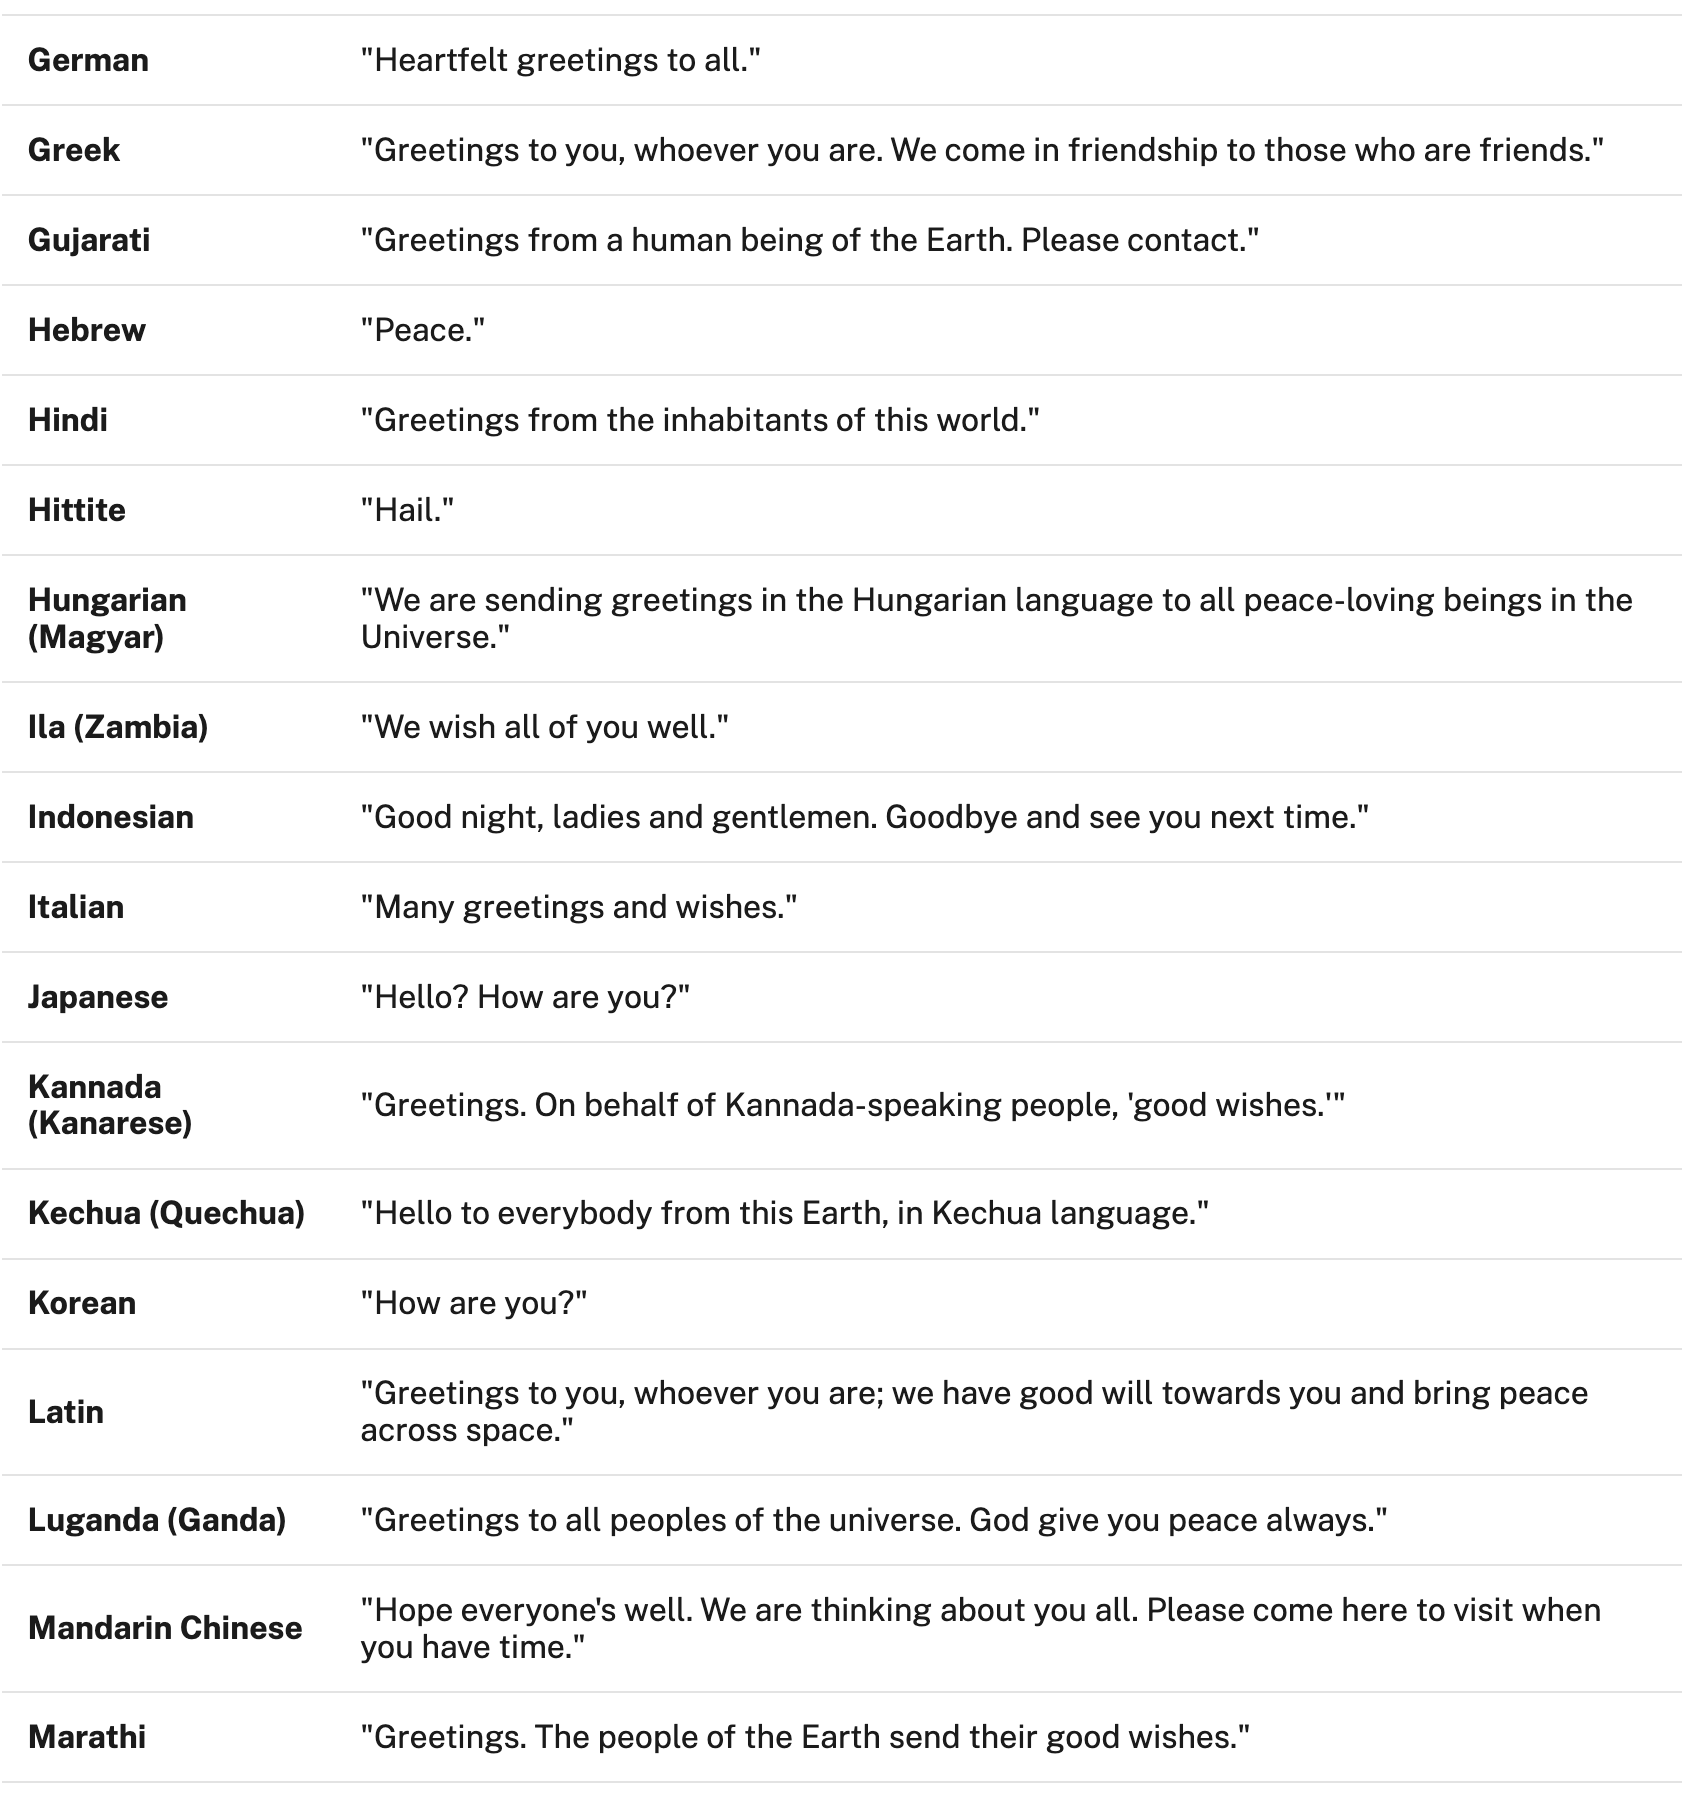 German "Heartfelt greetings to all."
Greek "Greetings to you, whoever you are. We come in friendship to those who are friends."
Gujarati "Greetings from a human being of the Earth. Please contact."
Hebrew "Peace."
Hindi "Greetings from the inhabitants of this world."
Hittite "Hail."
Hungarian
(Magyar)
"We are sending greetings in the Hungarian language to all peace-loving beings in the
Universe."
Ila (Zambia) "We wish all of you well."
Indonesian "Good night, ladies and gentlemen. Goodbye and see you next time."
Italian "Many greetings and wishes."
Japanese "Hello? How are you?"
Kannada
(Kanarese)
"Greetings. On behalf of Kannada-speaking people, 'good wishes.'"
Kechua (Quechua) "Hello to everybody from this Earth, in Kechua language."
Korean "How are you?"
Latin
"Greetings to you, whoever you are; we have good will towards you and bring peace
across space."
Luganda (Ganda) "Greetings to all peoples of the universe. God give you peace always."
Mandarin Chinese
"Hope everyone's well. We are thinking about you all. Please come here to visit when
you have time."
Marathi "Greetings. The people of the Earth send their good wishes."